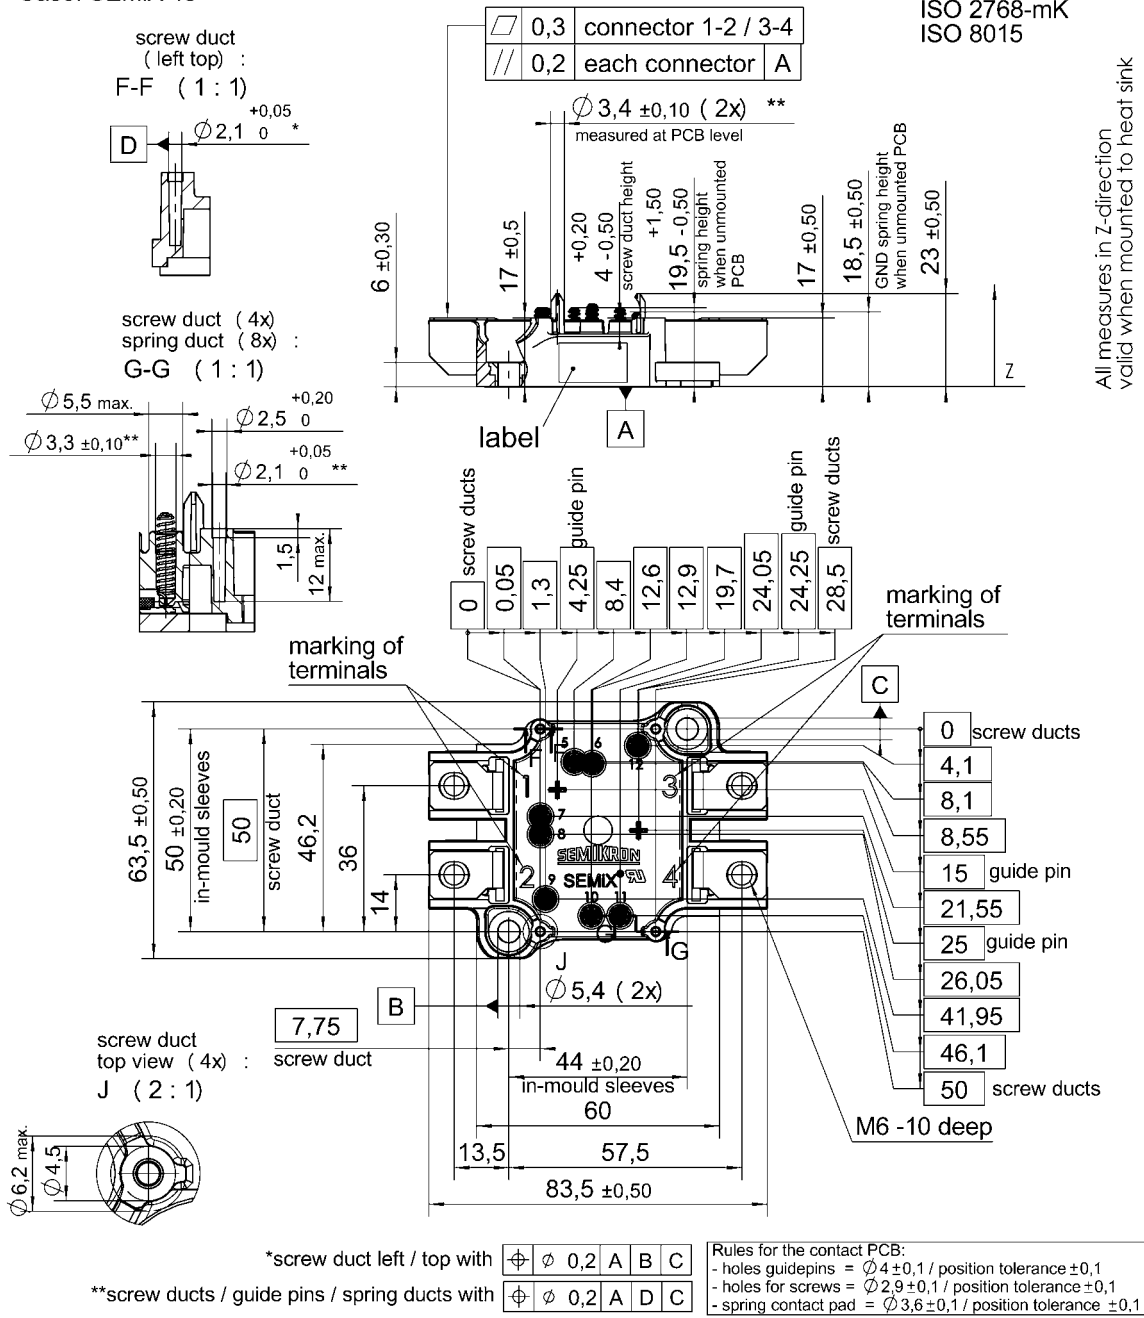 ISO 2768-mK
ISO 8015
screw duct
( left top) :
F-F ( 1 : 1)
D
∅2,1 +0,05 0 *
0,3 connector 1-2 / 3-4
// 0,2 each connector A
∅3,4 ±0,10 ( 2x) **
measured at PCB level
6 ±0,30
17 ±0,5
4 +0,20 -0,50
screw duct height
19,5 +1,50 -0,50
spring height
when unmounted
PCB
17 ±0,50
18,5 ±0,50
GND spring height
when unmounted PCB
23 ±0,50
Z
All measures in Z-direction
valid when mounted to heat sink
label
A
screw duct ( 4x)
spring duct ( 8x) :
G-G ( 1 : 1)
∅5,5 max.
∅2,5 +0,20 0
∅3,3 ±0,10**
∅2,1 +0,05 0 **
1,5
12 max.
screw ducts
guide pin
guide pin
screw ducts
0
0,05
1,3
4,25
8,4
12,6
12,9
19,7
24,05
24,25
28,5
marking of
terminals
marking of
terminals
C
0 screw ducts
4,1
8,1
8,55
15 guide pin
21,55
25 guide pin
26,05
41,95
46,1
50 screw ducts
63,5 ±0,50
50 ±0,20
in-mould sleeves
50
screw duct
46,2
36
14
F
F
5
6
12
1
3
7
8
SEMIKRON
2
9
SEMIX
4
10
11
G
G
J
B
∅5,4 ( 2x)
7,75
screw duct
44 ±0,20
in-mould sleeves
60
M6 -10 deep
13,5
57,5
83,5 ±0,50
screw duct
top view ( 4x) :
J ( 2 : 1)
∅6,2 max.
∅4,5
*screw duct left / top with ⌖ ∅ 0,2 A B C
**screw ducts / guide pins / spring ducts with ⌖ ∅ 0,2 A D C
Rules for the contact PCB:
- holes guidepins = ∅4±0,1 / position tolerance±0,1
- holes for screws = ∅2,9±0,1 / position tolerance±0,1
- spring contact pad = ∅3,6±0,1 / position tolerance ±0,1